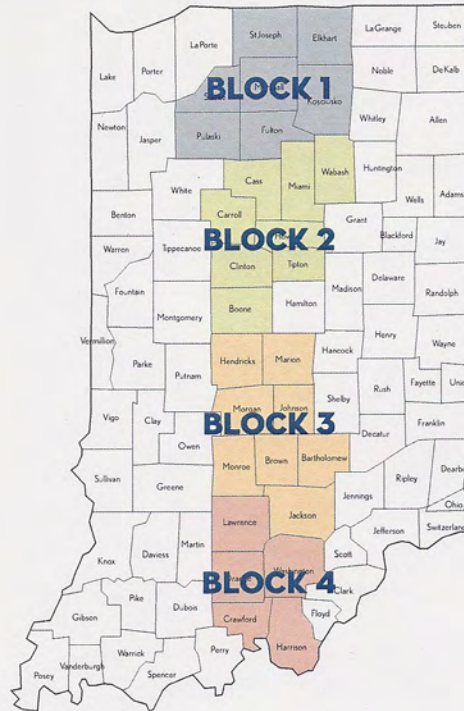 Steuben
St Joseph
Elkhart
LaGrange
LaPorte
Porter
Lake
Noble
DeKalb
BLOCK 1
Kosciusko
Whitley
Allen
Newton
Jasper
Pulaski
Fulton
Wabash
Huntington
Cass
Miami
White
Wells
Adams
Carroll
Benton
Grant
Blackford
Jay
BLOCK 2
Warren
Tippecanoe
Clinton
Tipton
Delaware
Madison
Randolph
Fountain
Boone
Hamilton
Montgomery
Henry
Wayne
Vermillion
Hendricks
Marion
Hancock
Parke
Putnam
Shelby
Rush
Fayette
Morgan
Johnson
Vigo
Clay
BLOCK 3
Franklin
Decatur
Owen
Monroe
Brown
Bartholomew
Sullivan
Greene
Ripley
Jennings
Ohio
Lawrence
Jackson
Jefferson
Switzerland
Martin
Daviess
Knox
Scott
Washington
BLOCK 4
Clark
Pike
Dubois
Gibson
Floyd
Crawford
Harrison
Perry
Warrick
Vanderburgh
Spencer
Posey